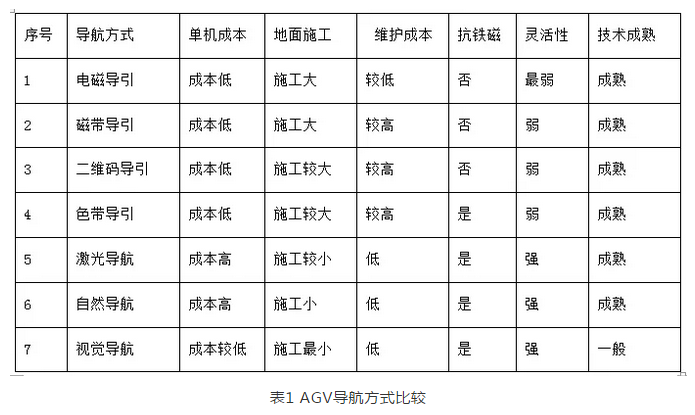 序号 导航方式 单机成本 地面施工 维护成本 抗铁磁 灵活性 技术成熟
1 电磁导引 成本低 施工大 较低 否 最弱 成熟
2 磁带导引 成本低 施工大 较高 否 弱 成熟
3 二维码导引 成本低 施工较大 较高 否 弱 成熟
4 色带导引 成本低 施工较大 较高 是 弱 成熟
5 激光导航 成本高 施工较小 低 是 强 成熟
6 自然导航 成本高 施工小 低 是 强 成熟
7 视觉导航 成本较低 施工最小 低 是 强 一般
表1 AGV导航方式比较